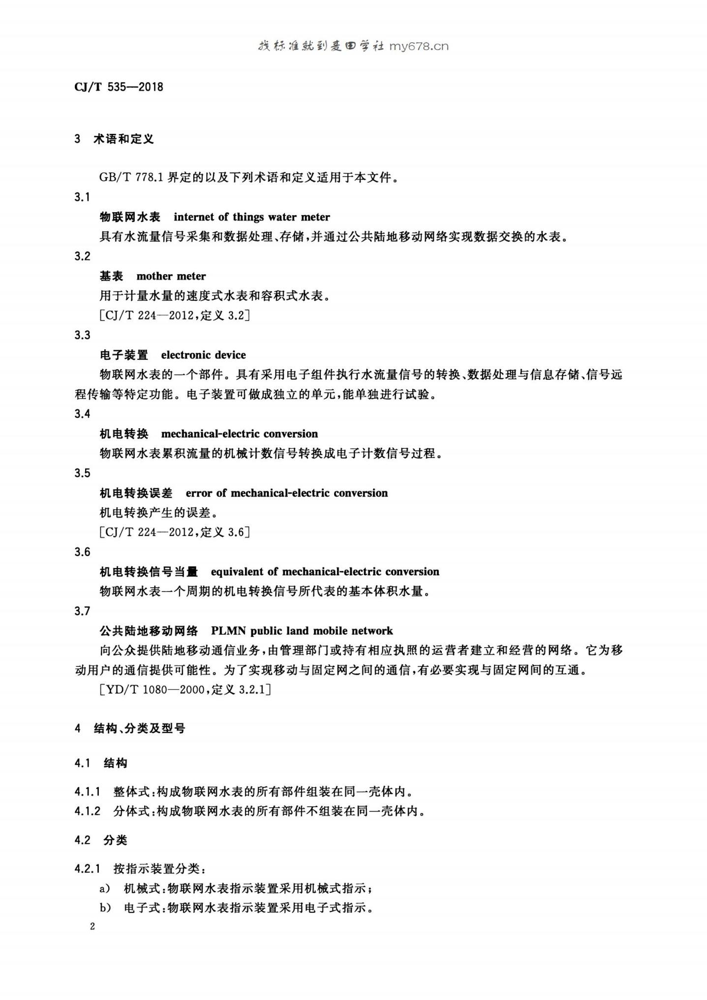 找标准就到麦田学社 my678.cn
CJ/T 535—2018
3 术语和定义
GB/T 778.1 界定的以及下列术语和定义适用于本文件。
3.1
物联网水表 internet of things water meter
具有水流量信号采集和数据处理、存储,并通过公共陆地移动网络实现数据交换的水表。
3.2
基表 mother meter
用于计量水量的速度式水表和容积式水表。
[CJ/T 224—2012,定义 3.2]
3.3
电子装置 electronic device
物联网水表的一个部件。具有采用电子组件执行水流量信号的转换、数据处理与信息存储、信号远
程传输等特定功能。电子装置可做成独立的单元,能单独进行试验。
3.4
机电转换 mechanical-electric conversion
物联网水表累积流量的机械计数信号转换成电子计数信号过程。
3.5
机电转换误差 error of mechanical-electric conversion
机电转换产生的误差。
[CJ/T 224—2012,定义 3.6]
3.6
机电转换信号当量 equivalent of mechanical-electric conversion
物联网水表一个周期的机电转换信号所代表的基本体积水量。
3.7
公共陆地移动网络 PLMN public land mobile network
向公众提供陆地移动通信业务,由管理部门或持有相应执照的运营者建立和经营的网络。它为移
动用户的通信提供可能性。为了实现移动与固定网之间的通信,有必要实现与固定网间的互通。
[YD/T 1080—2000,定义 3.2.1]
4 结构、分类及型号
4.1 结构
4.1.1 整体式:构成物联网水表的所有部件组装在同一壳体内。
4.1.2 分体式:构成物联网水表的所有部件不组装在同一壳体内。
4.2 分类
4.2.1 按指示装置分类:
a) 机械式:物联网水表指示装置采用机械式指示;
b) 电子式:物联网水表指示装置采用电子式指示。
2